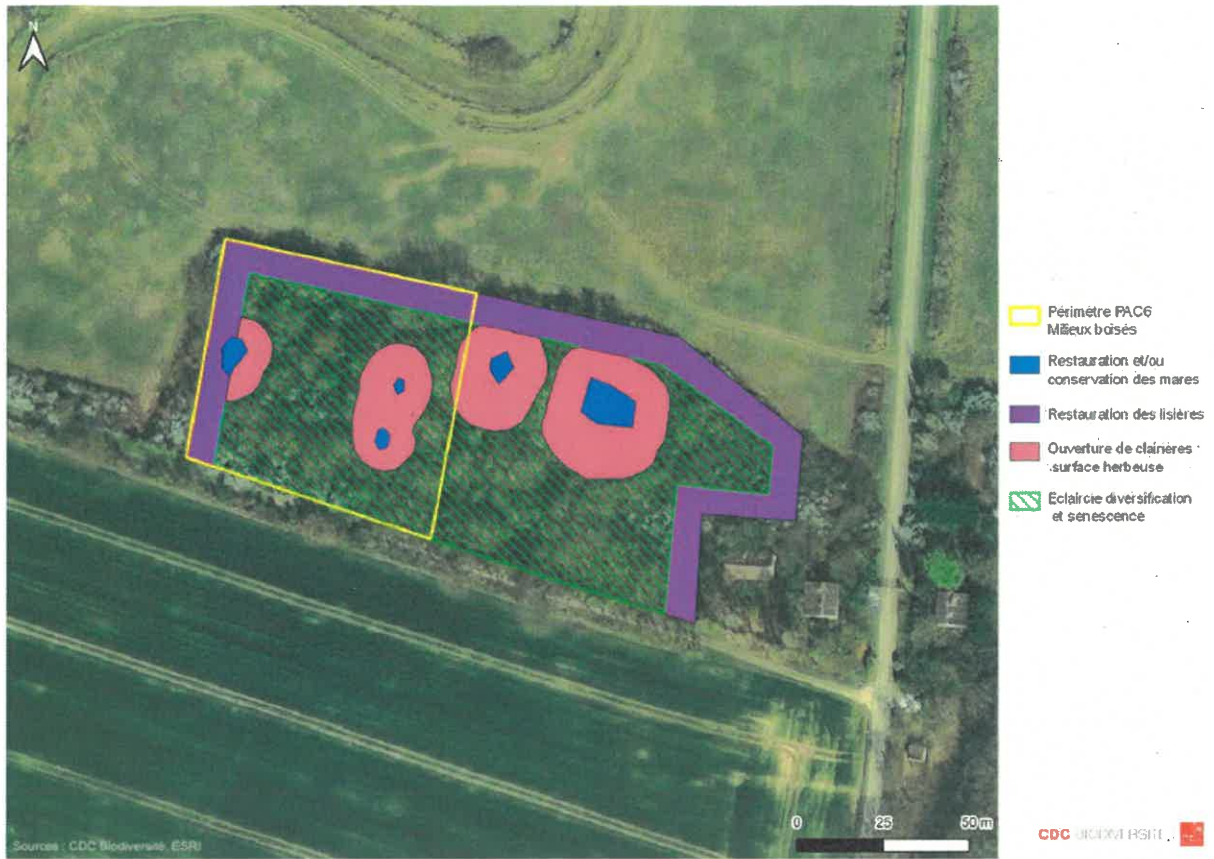 N
Périmètre PAC6
Milieux boisés
Restauration et/ou
conservation des mares
Restauration des lisières
Ouverture de clairières
surface herbeuse
Eclaircie diversification
et senescence
0 25 50 m
Sources : CDC Biodiversité, ESRI
CDC BIODIVERSITÉ